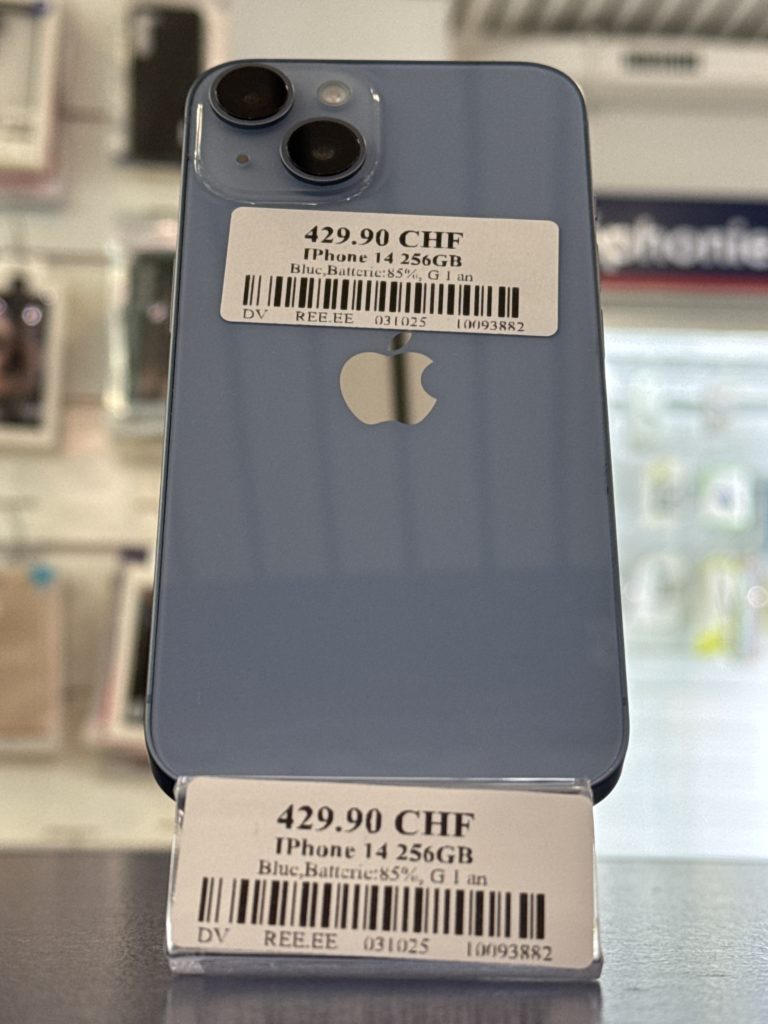 429.90 CHF
IPhone 14 256GB
Blue,Batterie:85%, G 1 an
DV REE.EE 031025 10093882
phonie
429.90 CHF
IPhone 14 256GB
Blue,Batterie:85%, G 1 an
DV REE.EE 031025 10093882